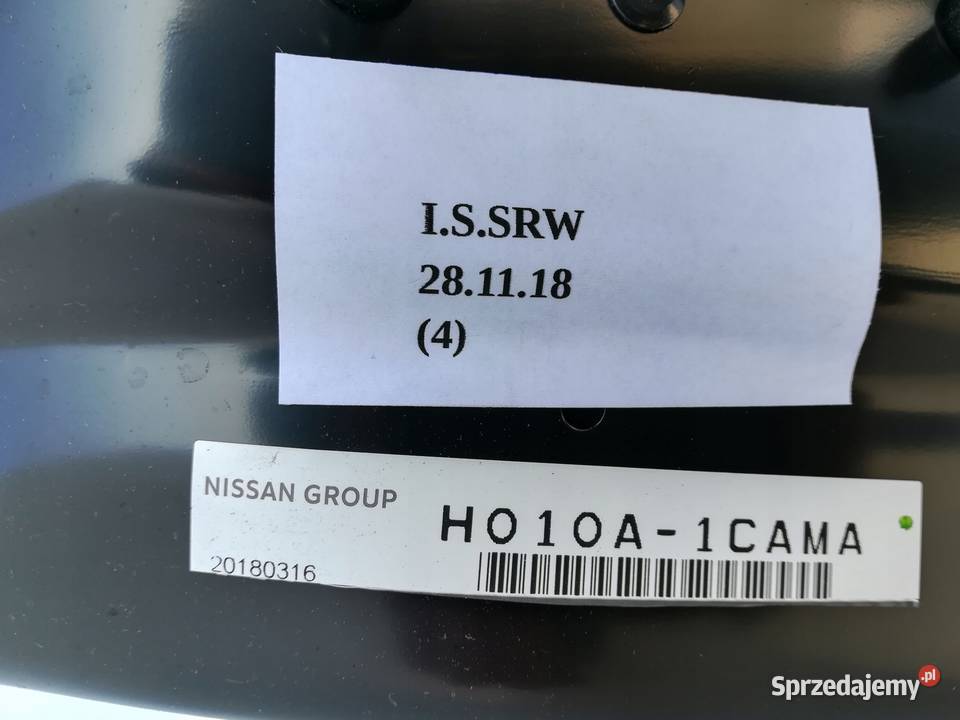 I.S.SRW
28.11.18
(4)
NISSAN GROUP
H010A-1CAMA
20180316
Sprzedajemy.pl